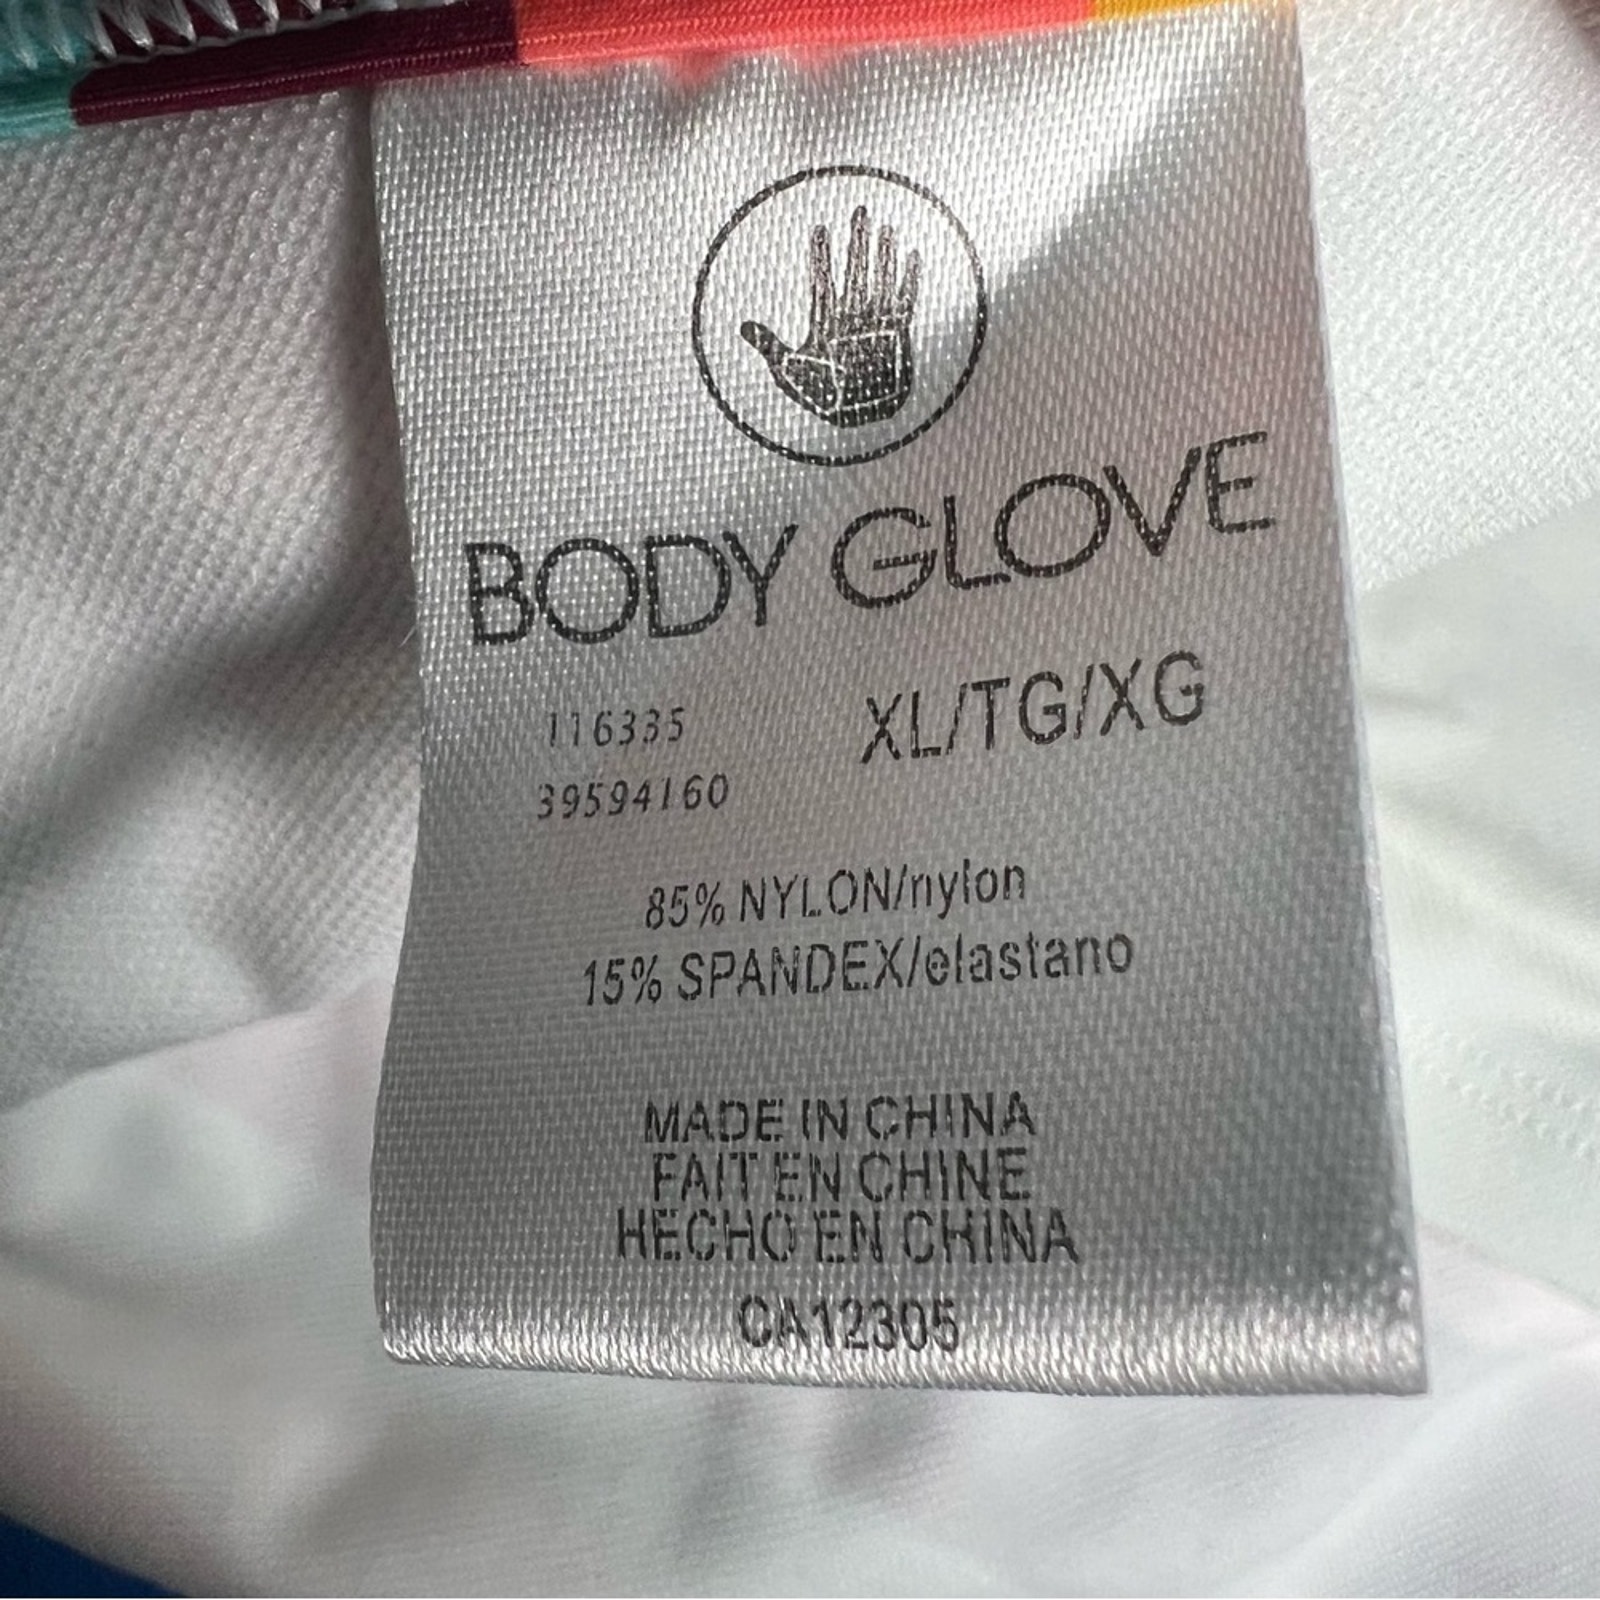 BODY GLOVE
116335 XL/TG/XG
39594160
85% NYLON/nylon
15% SPANDEX/elastano
MADE IN CHINA
FAIT EN CHINE
HECHO EN CHINA
CA12305